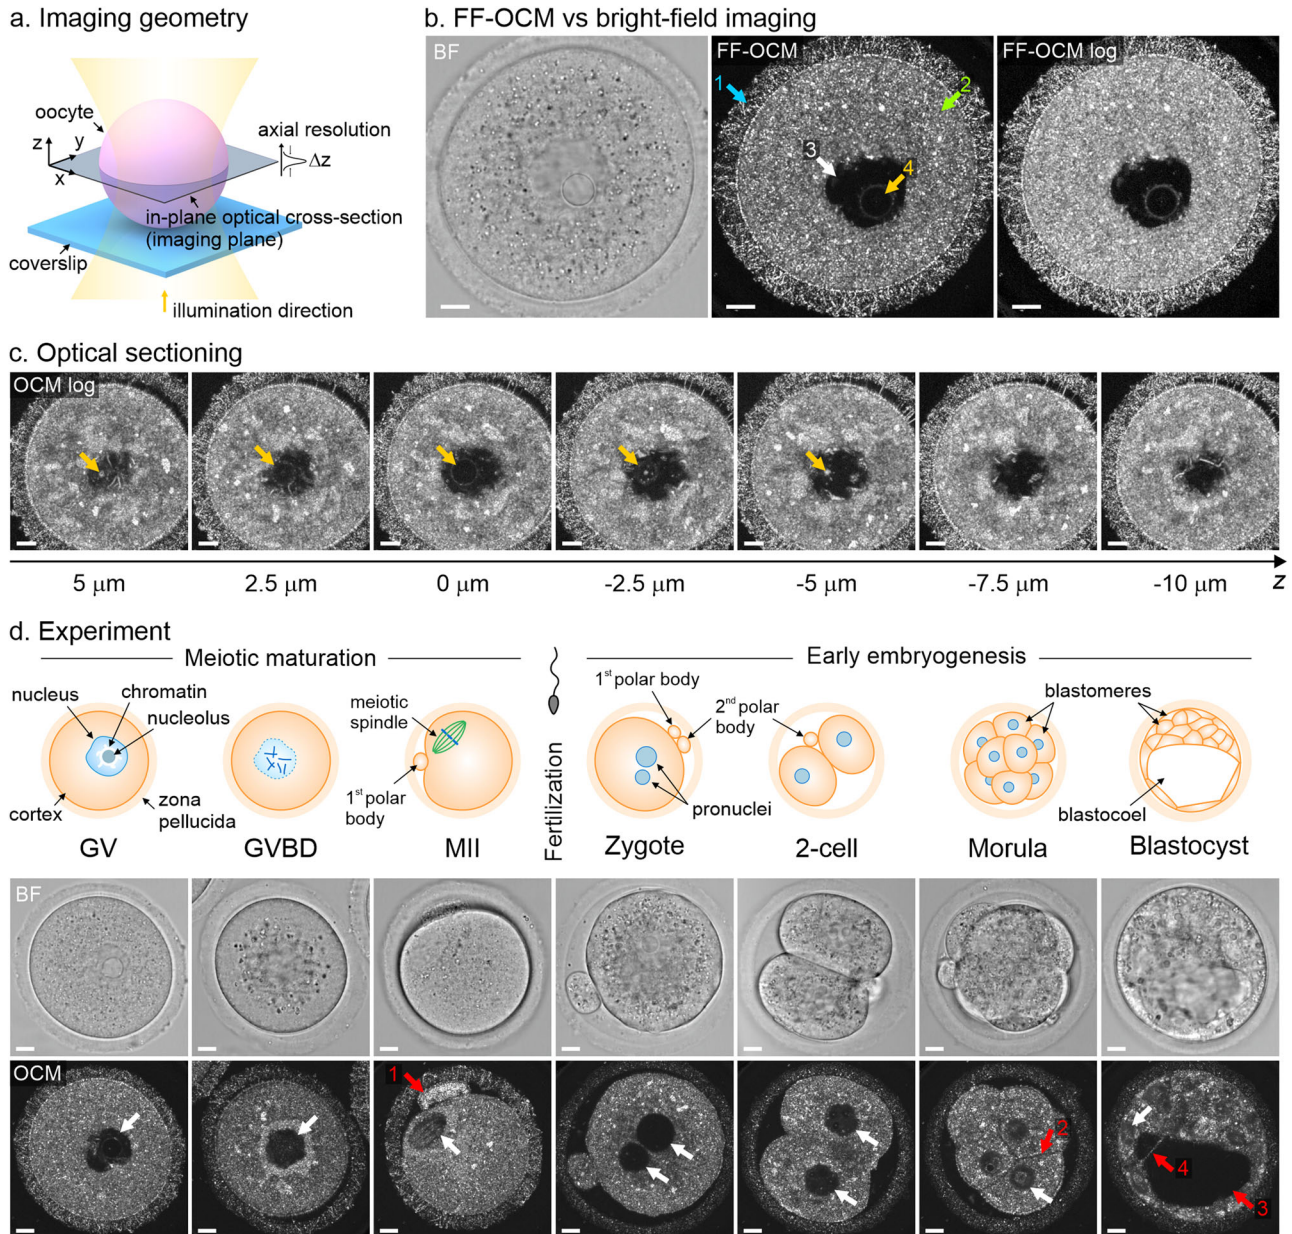 a. Imaging geometry
oocyte
z
y
x
axial resolution
Δz
in-plane optical cross-section
(imaging plane)
coverslip
illumination direction
b. FF-OCM vs bright-field imaging
BF
FF-OCM
1
2
3
4
FF-OCM log
c. Optical sectioning
OCM log
5 μm
2.5 μm
0 μm
-2.5 μm
-5 μm
-7.5 μm
-10 μm
z
d. Experiment
Meiotic maturation
nucleus
chromatin
nucleolus
cortex
zona
pellucida
meiotic
spindle
1st polar
body
GV
GVBD
MII
Fertilization
Early embryogenesis
1st polar body
2nd polar
body
pronuclei
blastomeres
blastocoel
Zygote
2-cell
Morula
Blastocyst
BF
OCM
1
2
3
4